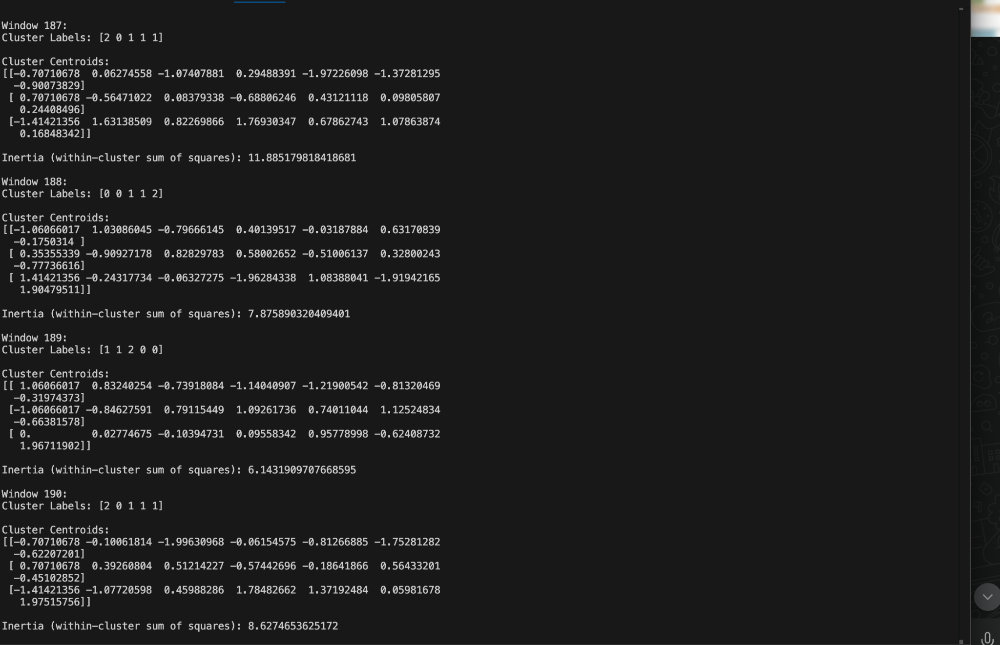 Window 187:
Cluster Labels: [2 0 1 1 1]
Cluster Centroids:
[[-0.70710678  0.06274558 -1.07407881  0.29488391 -1.97226098 -1.37281295
  -0.90073829]
 [ 0.70710678 -0.56471022  0.08379338 -0.68806246  0.43121118  0.09805807
   0.24408496]
 [-1.41421356  1.63138509  0.82269866  1.76930347  0.67862743  1.07863874
   0.16848342]]
Inertia (within-cluster sum of squares): 11.885179818418681
Window 188:
Cluster Labels: [0 0 1 1 2]
Cluster Centroids:
[[-1.06066017  1.03086045 -0.79666145  0.40139517 -0.03187884  0.63170839
  -0.1750314 ]
 [ 0.35355339 -0.90927178  0.82829783  0.58002652 -0.51006137  0.32800243
  -0.77736616]
 [ 1.41421356 -0.24317734 -0.06327275 -1.96284338  1.08388041 -1.91942165
   1.90479511]]
Inertia (within-cluster sum of squares): 7.875890320409401
Window 189:
Cluster Labels: [1 1 2 0 0]
Cluster Centroids:
[[ 1.06066017  0.83240254 -0.73918084 -1.14040907 -1.21900542 -0.81320469
  -0.31974373]
 [-1.06066017 -0.84627591  0.79115449  1.09261736  0.74011044  1.12524834
  -0.66381578]
 [ 0.          0.02774675 -0.10394731  0.09558342  0.95778998 -0.62408732
   1.96711902]]
Inertia (within-cluster sum of squares): 6.1431909707668595
Window 190:
Cluster Labels: [2 0 1 1 1]
Cluster Centroids:
[[-0.70710678 -0.10061814 -1.99630968 -0.06154575 -0.81266885 -1.75281282
  -0.62207201]
 [ 0.70710678  0.39260804  0.51214227 -0.57442696 -0.18641866  0.56433201
  -0.45102852]
 [-1.41421356 -1.07720598  0.45988286  1.78482662  1.37192484  0.05981678
   1.97515756]]
Inertia (within-cluster sum of squares): 8.6274653625172